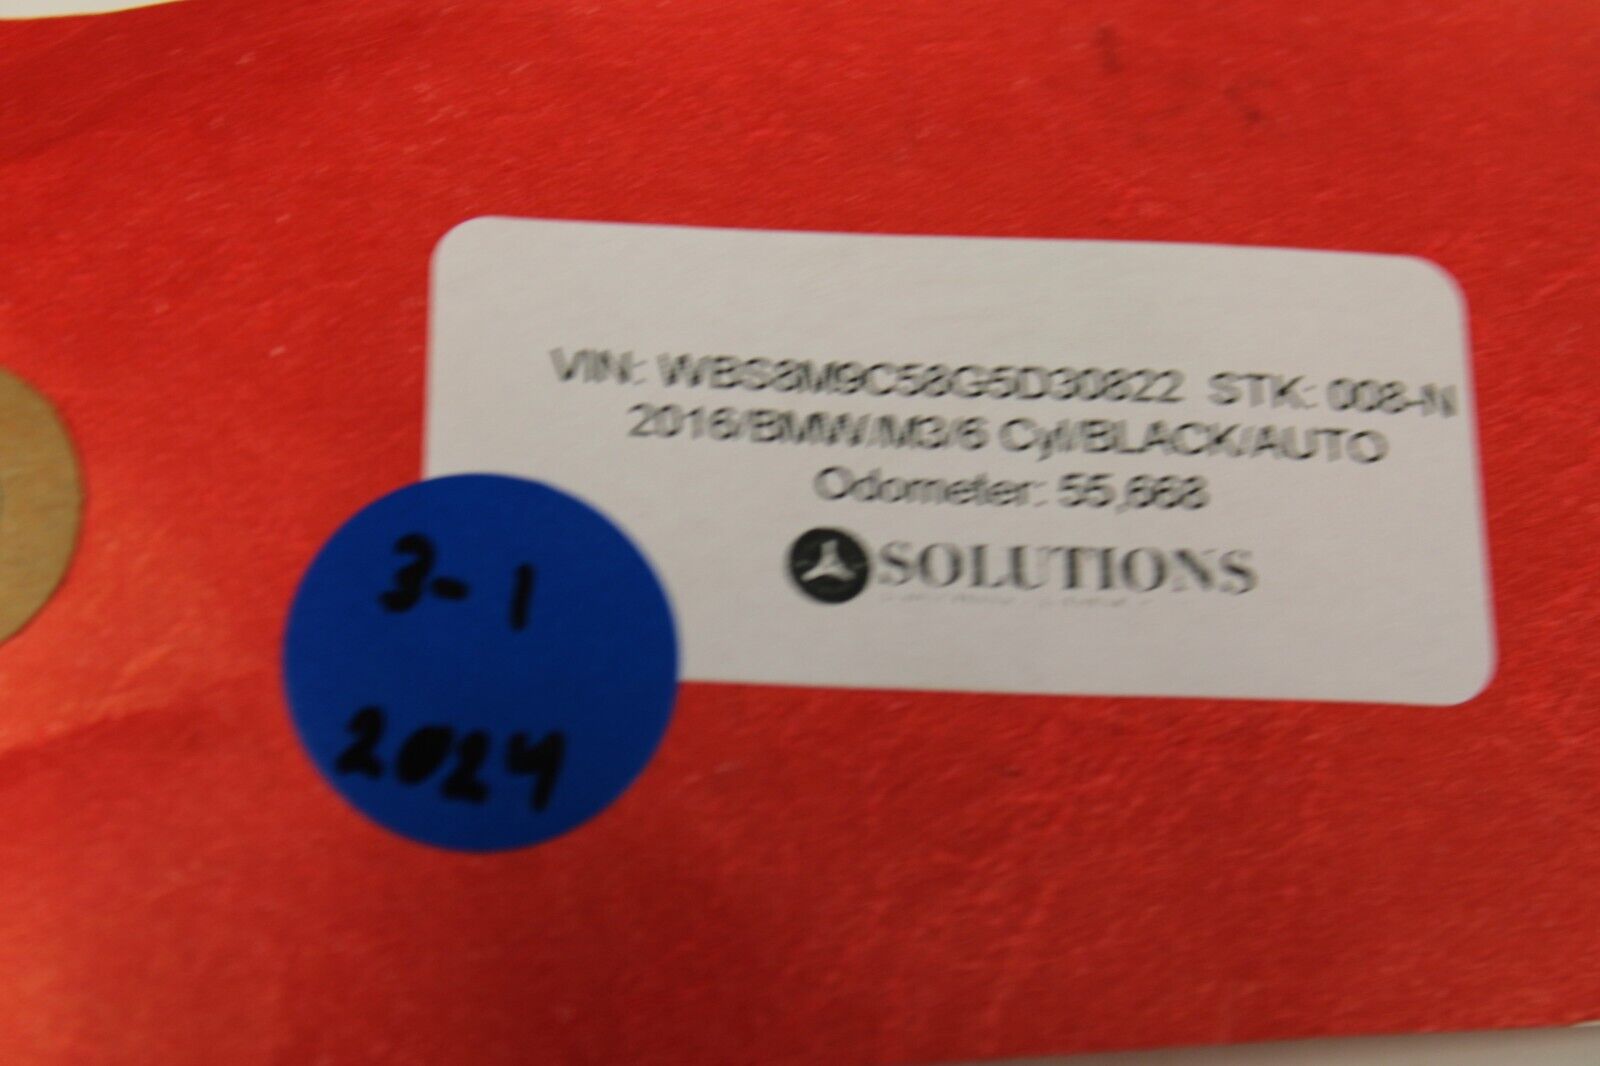 VIN: WBS8M9C58G5D30822 STK: 008-N
2016/BMW/M3/6 Cyl/BLACK/AUTO
Odometer: 55,668
SOLUTIONS
3-1
2024